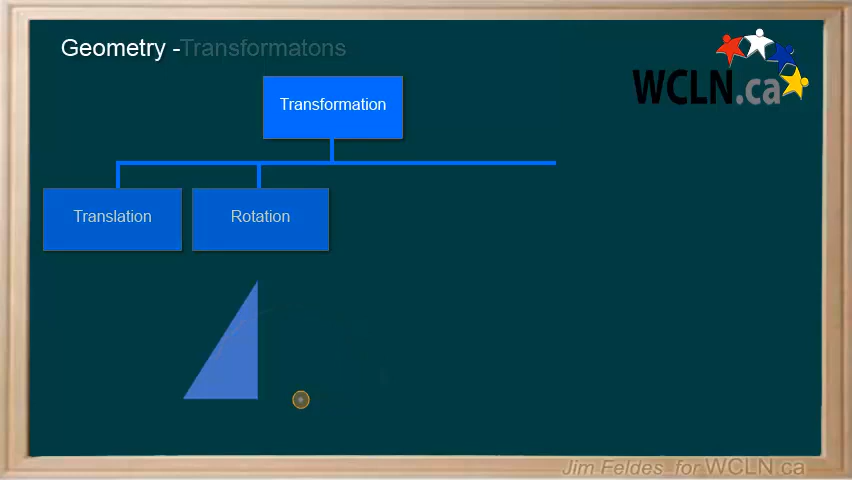 Geometry -Transformatons
WCLN.ca
Transformation
Translation
Rotation
Jim Feldes for WCLN.ca